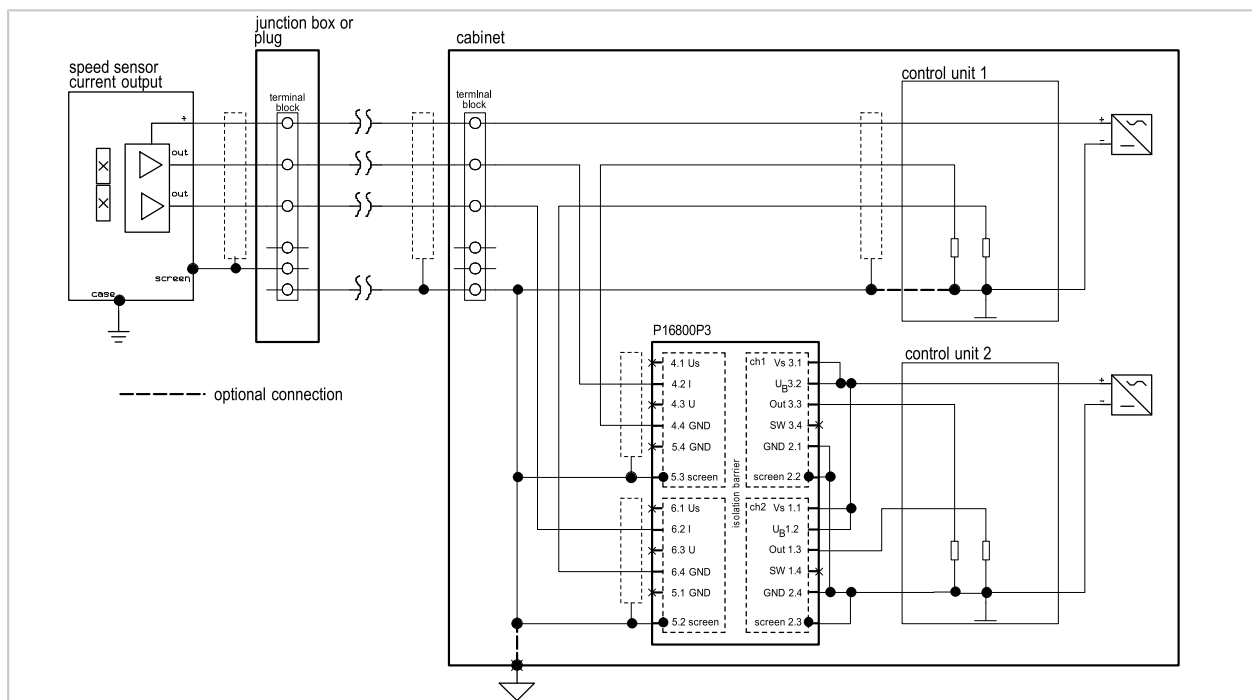 junction box or
plug
cabinet
speed sensor
current output
control unit 1
terminal
block
termInal
block
+
out
out
screen
case
+
-
P16800P3
control unit 2
optional connection
4.1 Us
4.2 I
4.3 U
4.4 GND
5.4 GND
5.3 screen
ch1 Vs 3.1
UB3.2
Out 3.3
SW 3.4
GND 2.1
screen 2.2
isolation barrier
6.1 Us
6.2 I
6.3 U
6.4 GND
5.1 GND
5.2 screen
ch2 Vs 1.1
UB1.2
Out 1.3
SW 1.4
GND 2.4
screen 2.3
+
-